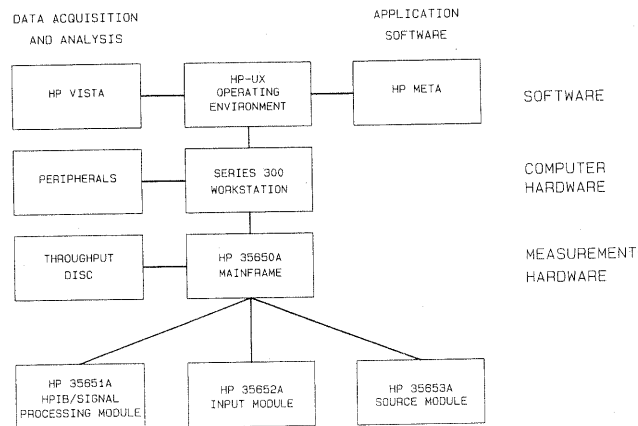 DATA ACQUISITION
AND ANALYSIS
APPLICATION
SOFTWARE
HP VISTA
HP-UX
OPERATING
ENVIRONMENT
HP META
SOFTWARE
PERIPHERALS
SERIES 300
WORKSTATION
COMPUTER
HARDWARE
THROUGHPUT
DISC
HP 35650A
MAINFRAME
MEASUREMENT
HARDWARE
HP 35651A
HPIB/SIGNAL
PROCESSING MODULE
HP 35652A
INPUT MODULE
HP 35653A
SOURCE MODULE